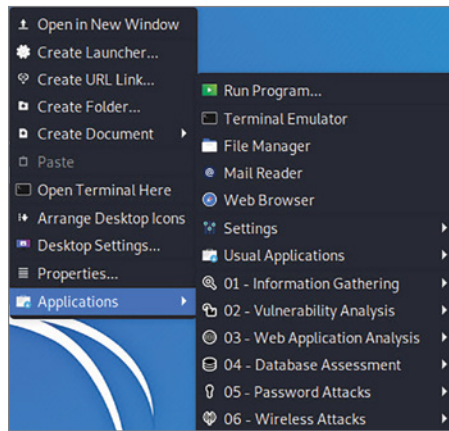 Open in New Window
Create Launcher...
Create URL Link...
Create Folder...
Create Document
Paste
Open Terminal Here
Arrange Desktop Icons
Desktop Settings...
Properties...
Applications
Run Program...
Terminal Emulator
File Manager
Mail Reader
Web Browser
Settings
Usual Applications
01 - Information Gathering
02 - Vulnerability Analysis
03 - Web Application Analysis
04 - Database Assessment
05 - Password Attacks
06 - Wireless Attacks